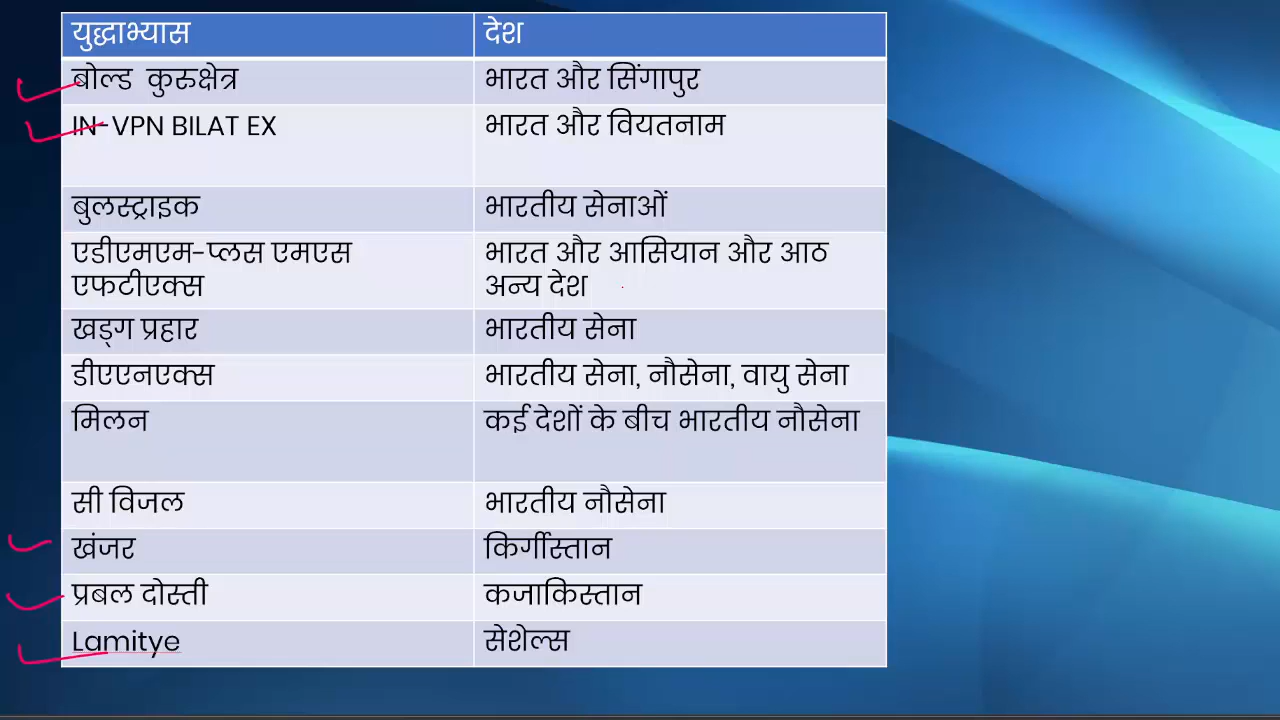 युद्धाभ्यास देश
बोल्ड कुरुक्षेत्र भारत और सिंगापुर
IN-VPN BILAT EX भारत और वियतनाम
बुलस्ट्राइक भारतीय सेनाओं
एडीएमएम-प्लस एमएस भारत और आसियान और आठ
एफटीएक्स अन्य देश
खड्ग प्रहार भारतीय सेना
डीएएनएक्स भारतीय सेना, नौसेना, वायु सेना
मिलन कई देशों के बीच भारतीय नौसेना
सी विजल भारतीय नौसेना
खंजर किर्गीस्तान
प्रबल दोस्ती कजाकिस्तान
Lamitye सेशेल्स